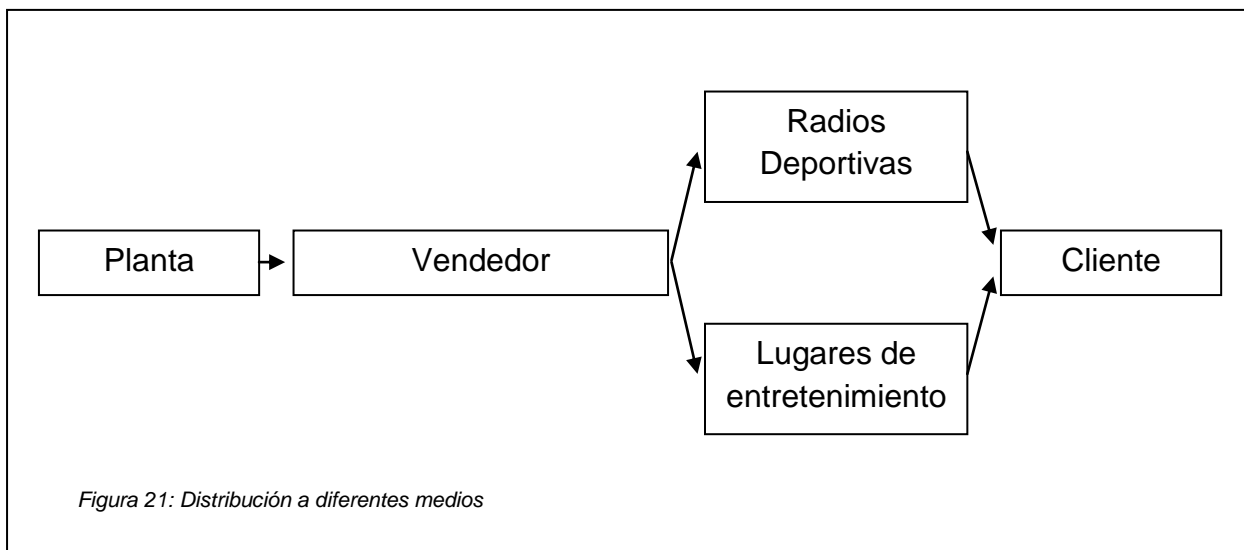 Radios
Deportivas
Planta
Vendedor
Cliente
Lugares de
entretenimiento
Figura 21: Distribución a diferentes medios